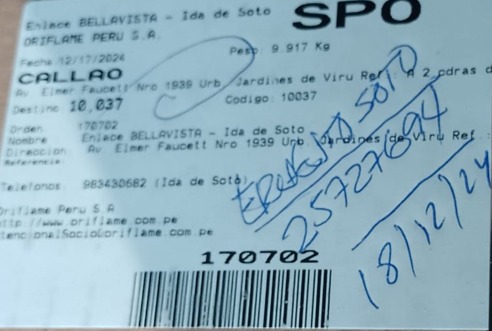 SPO
Enlace BELLAVISTA - Ida de Soto
ORIFLAME PERU S.A.
Fecha 12/17/2024
Peso: 9.917 Kg
CALLAO
Av. Elmer Faucett Nro 1939 Urb. Jardines de Viru Ref.: A 2 cdras d
Destino: 10,037
Codigo: 10037
Orden 170702
Nombre Enlace BELLAVISTA - Ida de Soto
Direccion Av. Elmer Faucett Nro 1939 Urb. Jardines de Viru Ref.:
Referencia:
Telefonos: 983430682 (Ida de Soto)
Oriflame Peru S.A
http://www.oriflame.com.pe
tencionalSocio@oriflame.com.pe
170702
SOTO
25727694
18/12/24